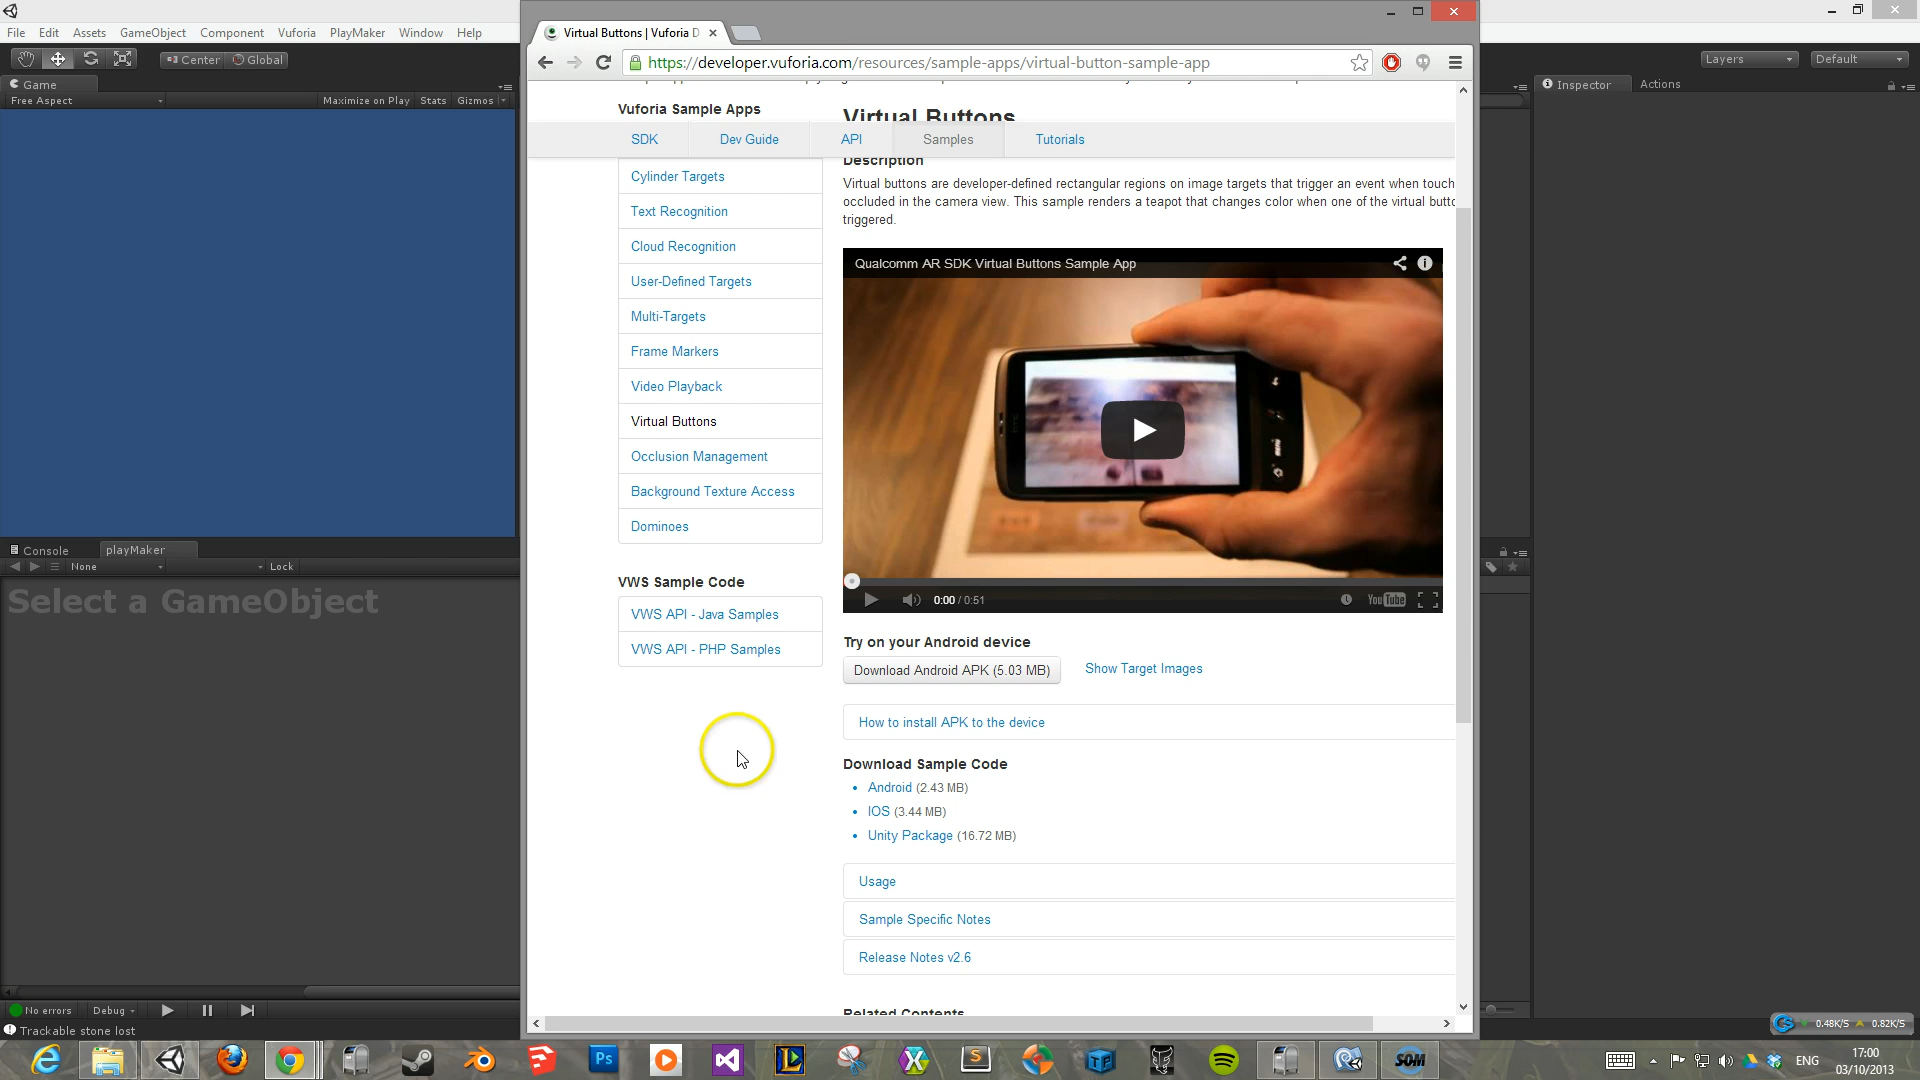 File Edit Assets GameObject Component Vuforia PlayMaker Window Help
Center Global
Layers Default
Game
Free Aspect Maximize on Play Stats Gizmos
Inspector Actions
Virtual Buttons | Vuforia D
https://developer.vuforia.com/resources/sample-apps/virtual-button-sample-app
Vuforia Sample Apps
Virtual Buttons
SDK Dev Guide API Samples Tutorials
Cylinder Targets
Text Recognition
Cloud Recognition
User-Defined Targets
Multi-Targets
Frame Markers
Video Playback
Virtual Buttons
Occlusion Management
Background Texture Access
Dominoes
VWS Sample Code
VWS API - Java Samples
VWS API - PHP Samples
Description
Virtual buttons are developer-defined rectangular regions on image targets that trigger an event when touch
occluded in the camera view. This sample renders a teapot that changes color when one of the virtual butto
triggered.
Qualcomm AR SDK Virtual Buttons Sample App
0:00 / 0:51
YouTube
Try on your Android device
Download Android APK (5.03 MB) Show Target Images
How to install APK to the device
Download Sample Code
Android (2.43 MB)
IOS (3.44 MB)
Unity Package (16.72 MB)
Usage
Sample Specific Notes
Release Notes v2.6
Related Contents
Console playMaker
None Lock
Select a GameObject
No errors Debug
Trackable stone lost
0.48K/S 0.82K/S
Ps
SOM
ENG
17:00
03/10/2013